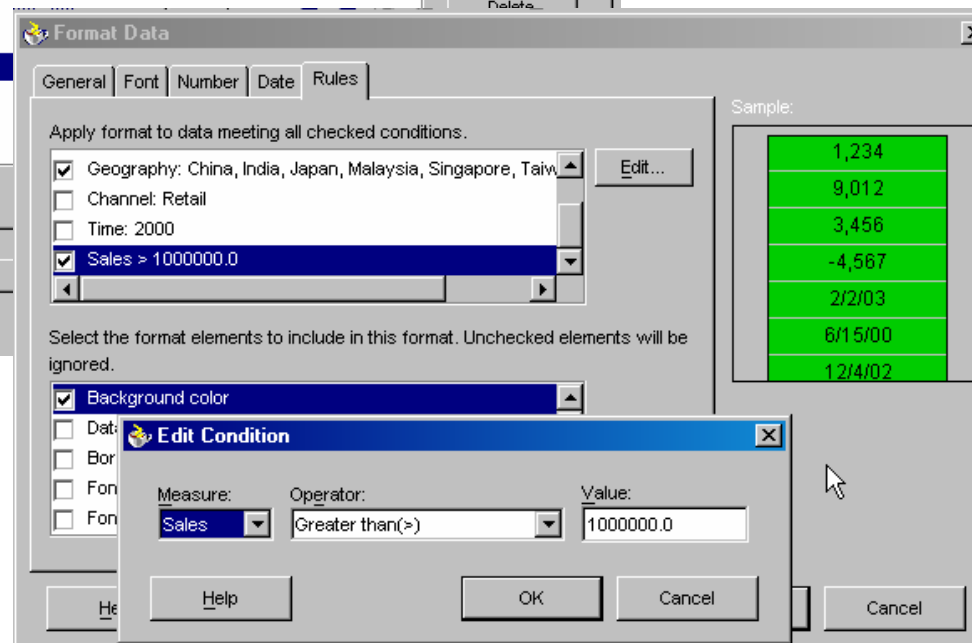 Delete...
Format Data
General Font Number Date Rules
Sample:
Apply format to data meeting all checked conditions.
Geography: China, India, Japan, Malaysia, Singapore,
Edit...
Channel: Retail
Time: 2000
Sales > 1000000.0
1,234
9,012
3,456
-4,567
2/2/03
6/15/00
12/4/02
Select the format elements to include in this format. Unchecked elements will be
ignored.
Background color
Edit Condition
Measure: Operator: Value:
Sales Greater than(>) 1000000.0
Help OK Cancel
Cancel